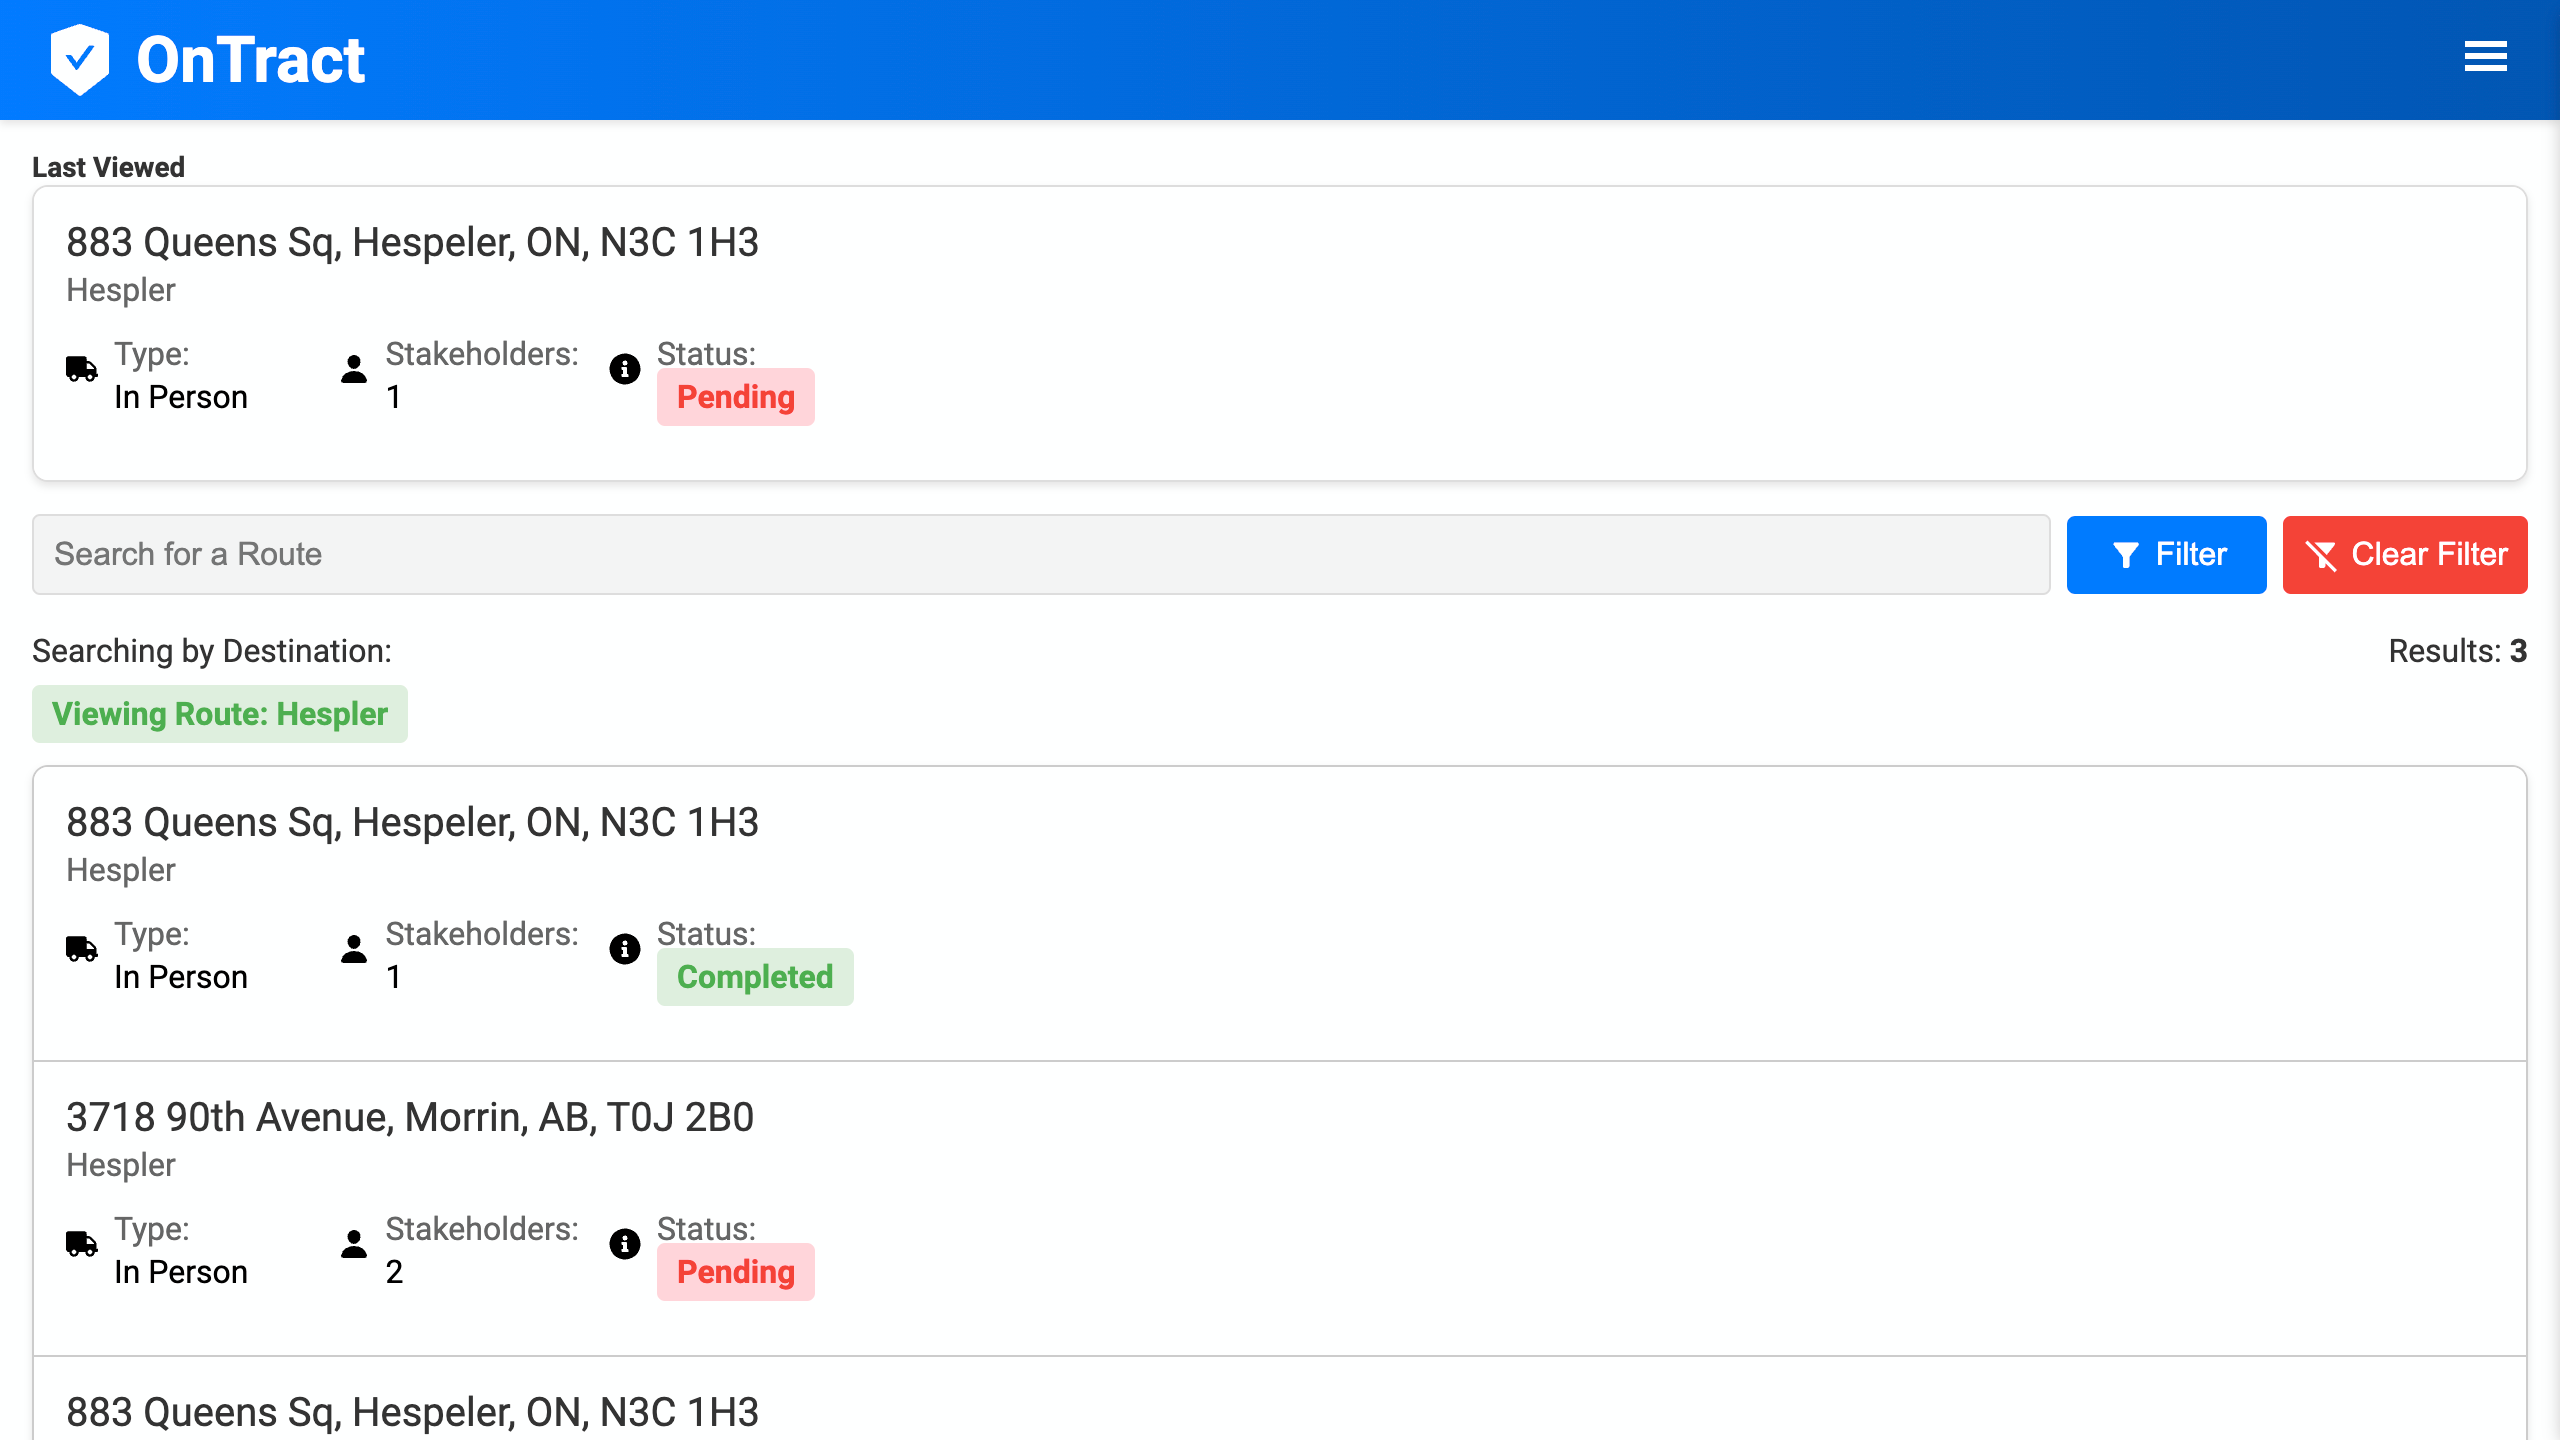 OnTract
Last Viewed
883 Queens Sq, Hespeler, ON, N3C 1H3
Hespler
Type: Stakeholders: Status:
In Person 1 Pending
Search for a Route Filter Clear Filter
Searching by Destination: Results: 3
Viewing Route: Hespler
883 Queens Sq, Hespeler, ON, N3C 1H3
Hespler
Type: Stakeholders: Status:
In Person 1 Completed
3718 90th Avenue, Morrin, AB, T0J 2B0
Hespler
Type: Stakeholders: Status:
In Person 2 Pending
883 Queens Sq, Hespeler, ON, N3C 1H3